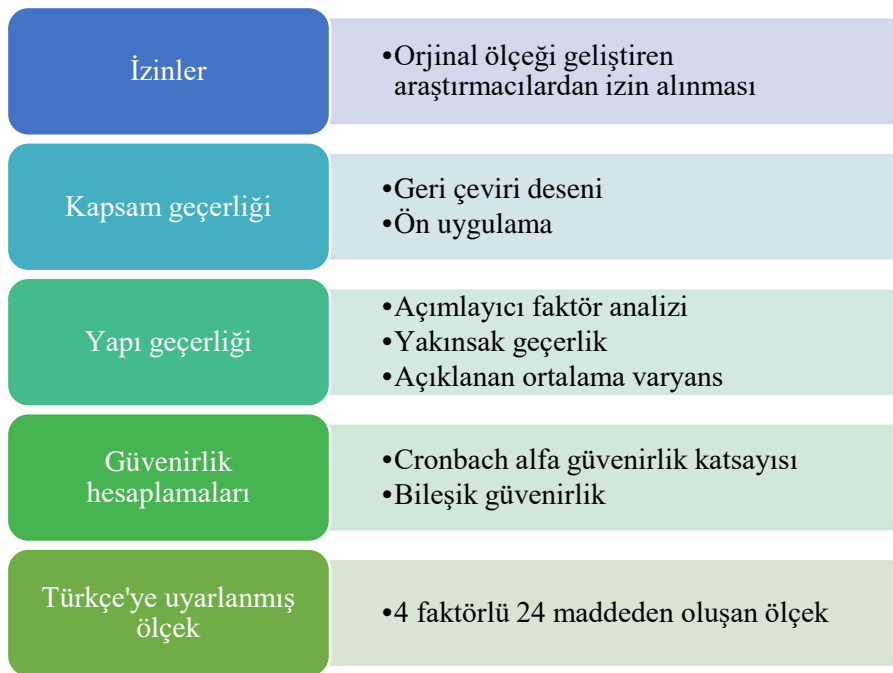 İzinler
•Orjinal ölçeği geliştiren
araştırmacılardan izin alınması
Kapsam geçerliği
•Geri çeviri deseni
•Ön uygulama
Yapı geçerliği
•Açımlayıcı faktör analizi
•Yakınsak geçerlik
•Açıklanan ortalama varyans
Güvenirlik
hesaplamaları
•Cronbach alfa güvenirlik katsayısı
•Bileşik güvenirlik
Türkçe'ye uyarlanmış
ölçek
•4 faktörlü 24 maddeden oluşan ölçek